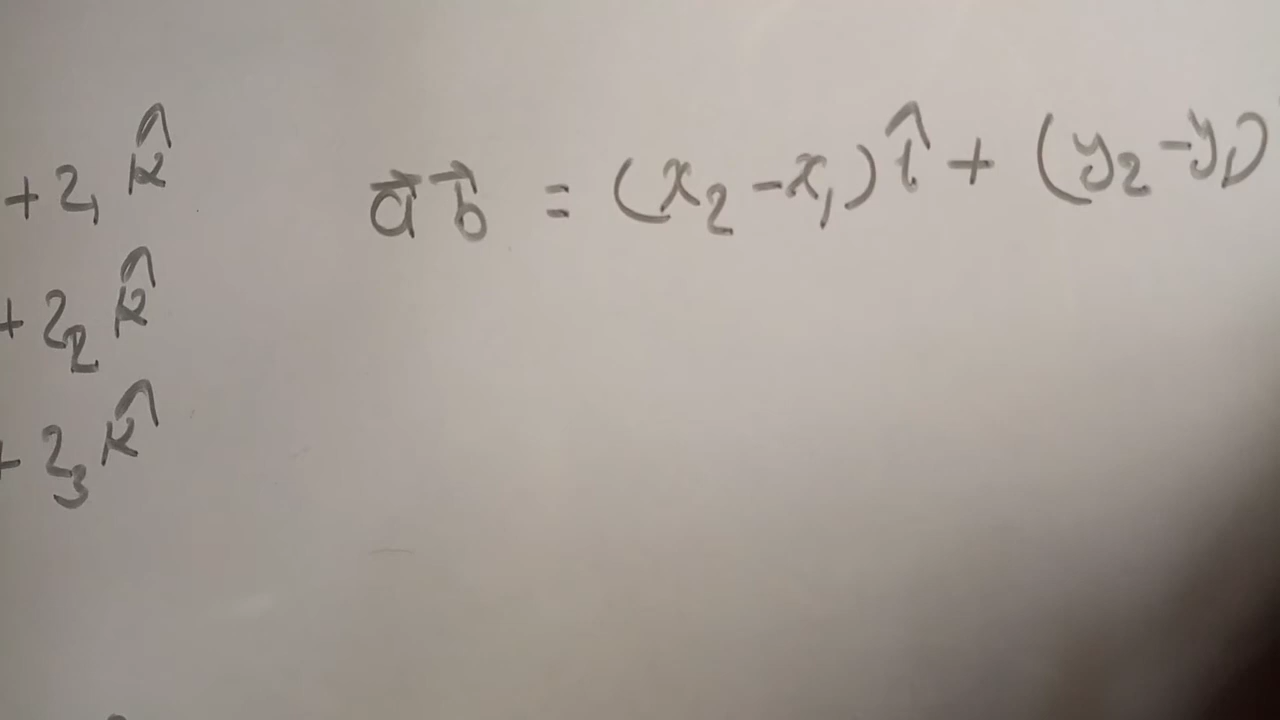 + z₁ k̂
a⃗ b⃗ = (x₂ - x₁) î + (y₂ - y₁)
+ z₂ k̂
+ z₃ k̂